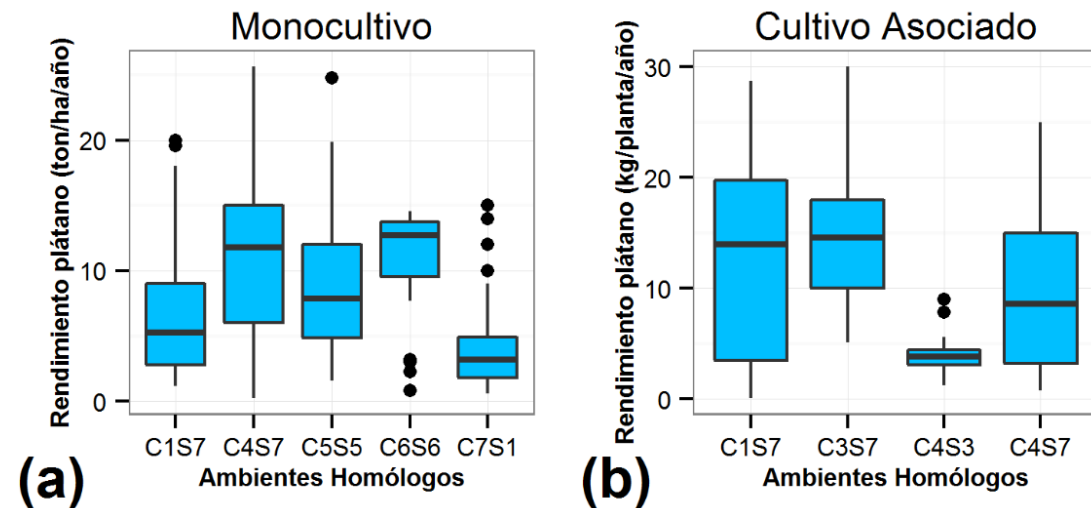 Monocultivo
Rendimiento plátano (ton/ha/año)
20
10
0
C1S7 C4S7 C5S5 C6S6 C7S1
Ambientes Homólogos
(a)
Cultivo Asociado
Rendimiento plátano (kg/planta/año)
30
20
10
0
C1S7 C3S7 C4S3 C4S7
Ambientes Homólogos
(b)